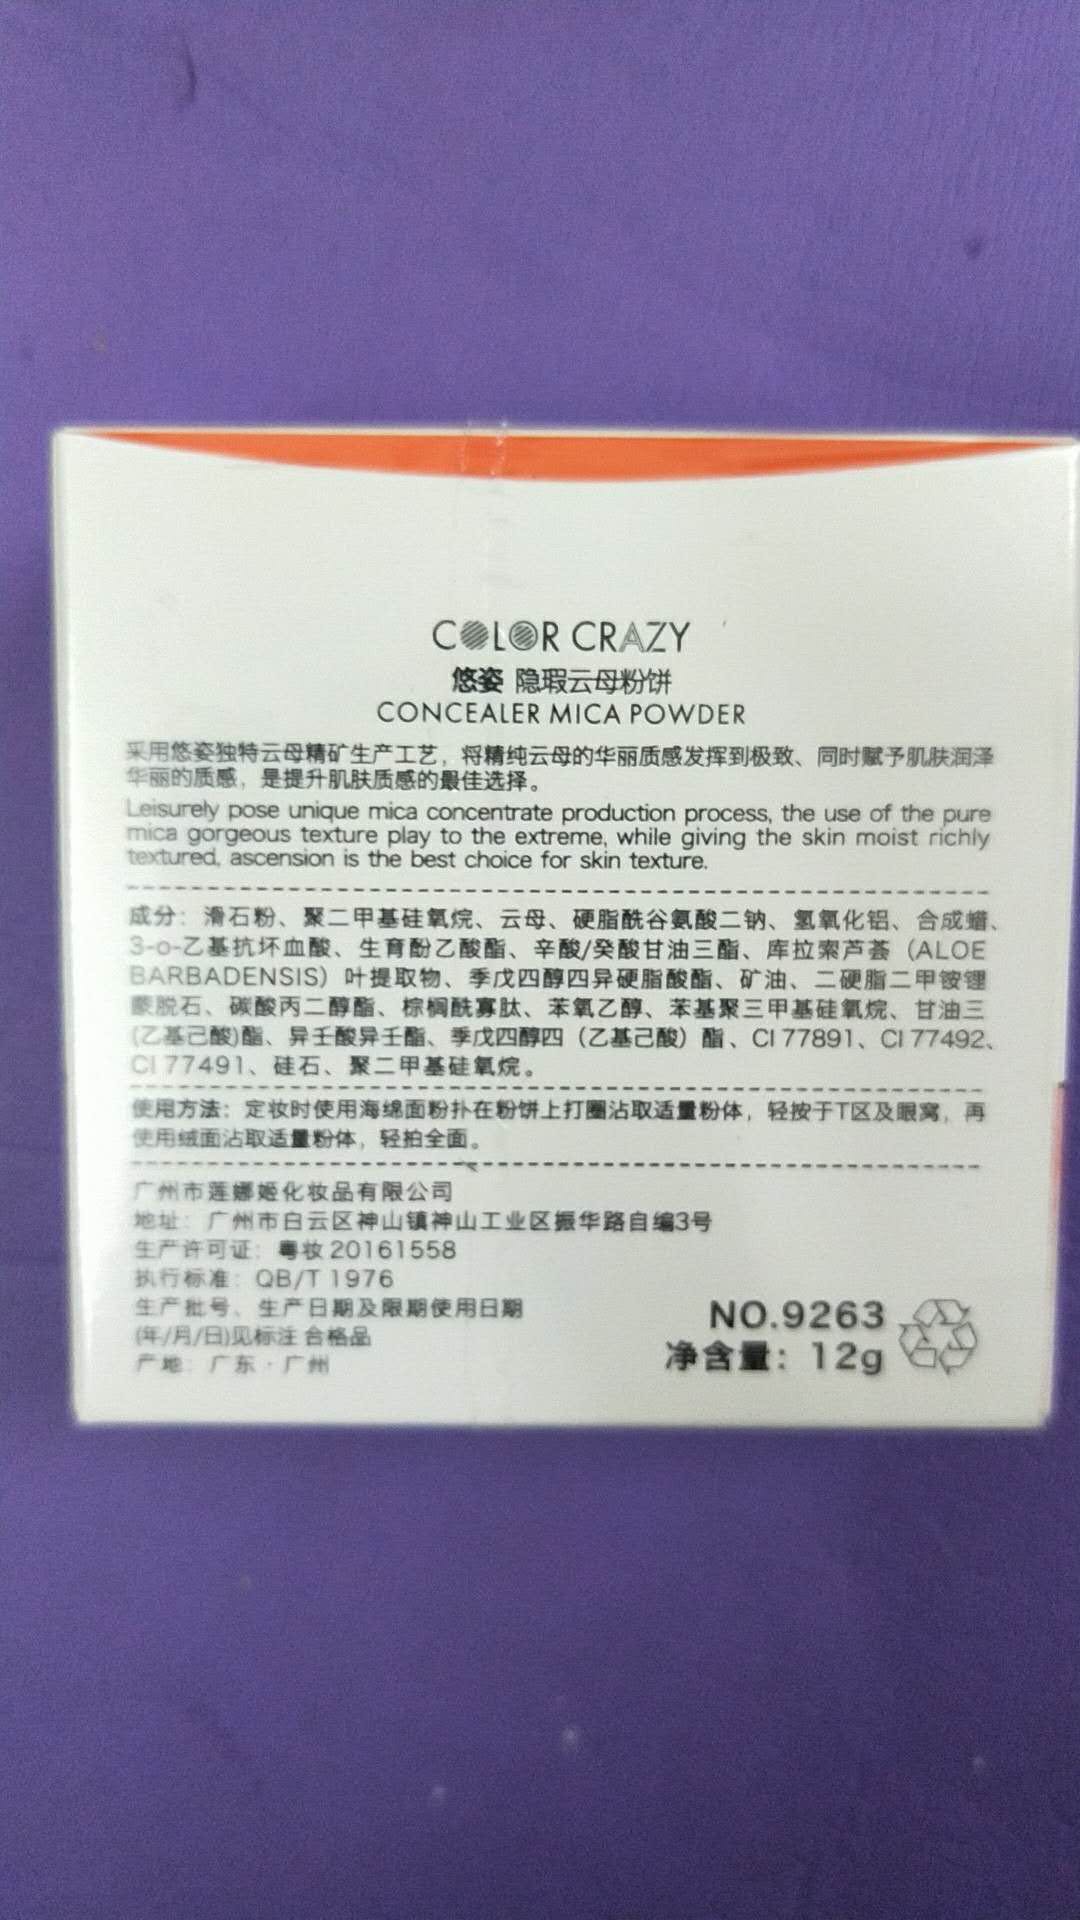 COLOR CRAZY
悠姿 隐瑕云母粉饼
CONCEALER MICA POWDER
采用悠姿独特云母精矿生产工艺，将精纯云母的华丽质感发挥到极致、同时赋予肌肤润泽
华丽的质感，是提升肌肤质感的最佳选择。
Leisurely pose unique mica concentrate production process, the use of the pure
mica gorgeous texture play to the extreme, while giving the skin moist richly
textured, ascension is the best choice for skin texture.
成分：滑石粉、聚二甲基硅氧烷、云母、硬脂酰谷氨酸二钠、氢氧化铝、合成蜡、
3-o-乙基抗坏血酸、生育酚乙酸酯、辛酸/癸酸甘油三酯、库拉索芦荟（ALOE
BARBADENSIS）叶提取物、季戊四醇四异硬脂酸酯、矿油、二硬脂二甲铵锂
蒙脱石、碳酸丙二醇酯、棕榈酰寡肽、苯氧乙醇、苯基聚三甲基硅氧烷、甘油三
(乙基己酸)酯、异壬酸异壬酯、季戊四醇四（乙基己酸）酯、CI 77891、CI 77492、
CI 77491、硅石、聚二甲基硅氧烷。
使用方法：定妆时使用海绵面粉扑在粉饼上打圈沾取适量粉体，轻按于T区及眼窝，再
使用绒面沾取适量粉体，轻拍全面。
广州市莲娜姬化妆品有限公司
地址：广州市白云区神山镇神山工业区振华路自编3号
生产许可证：粤妆 20161558
执行标准：QB/T 1976
生产批号、生产日期及限期使用日期
(年/月/日)见标注 合格品
产地：广东·广州
NO.9263
净含量：12g